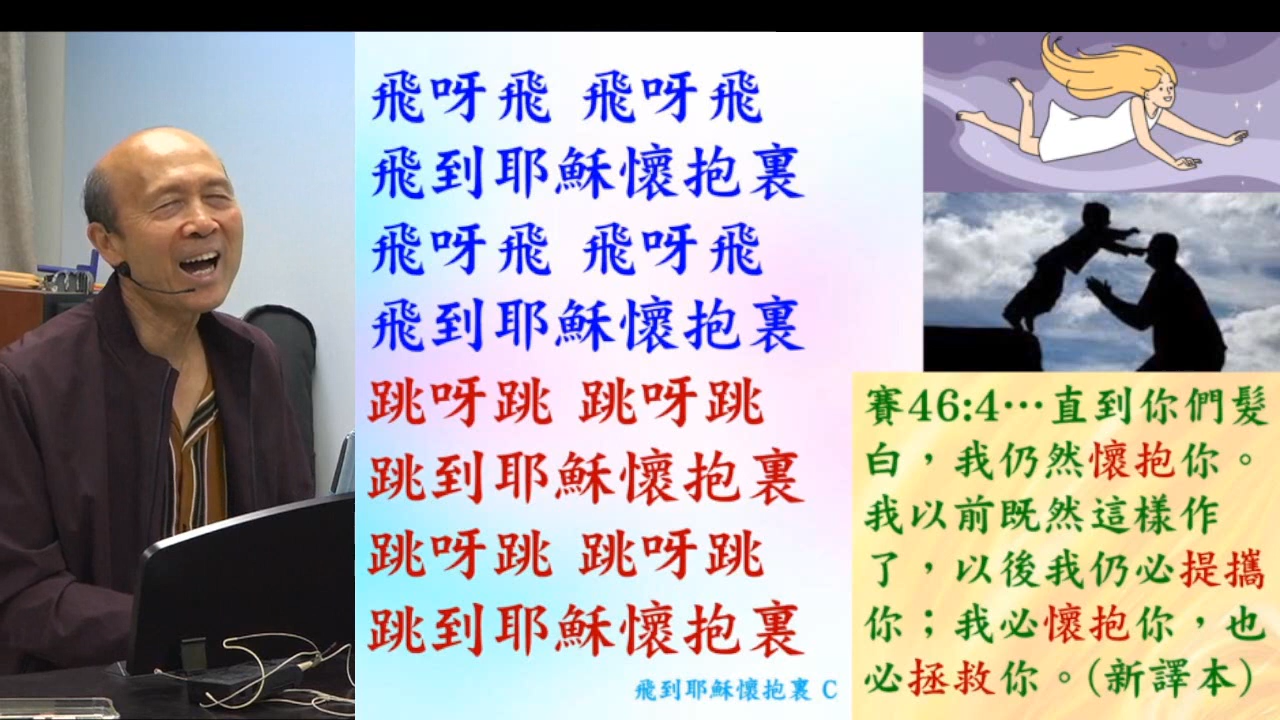 飛呀飛 飛呀飛
飛到耶穌懷抱裏
飛呀飛 飛呀飛
飛到耶穌懷抱裏
跳呀跳 跳呀跳
跳到耶穌懷抱裏
跳呀跳 跳呀跳
跳到耶穌懷抱裏
飛到耶穌懷抱裏 C
賽46:4…直到你們髮
白，我仍然懷抱你。
我以前既然這樣作
了，以後我仍必提攜
你；我必懷抱你，也
必拯救你。(新譯本)